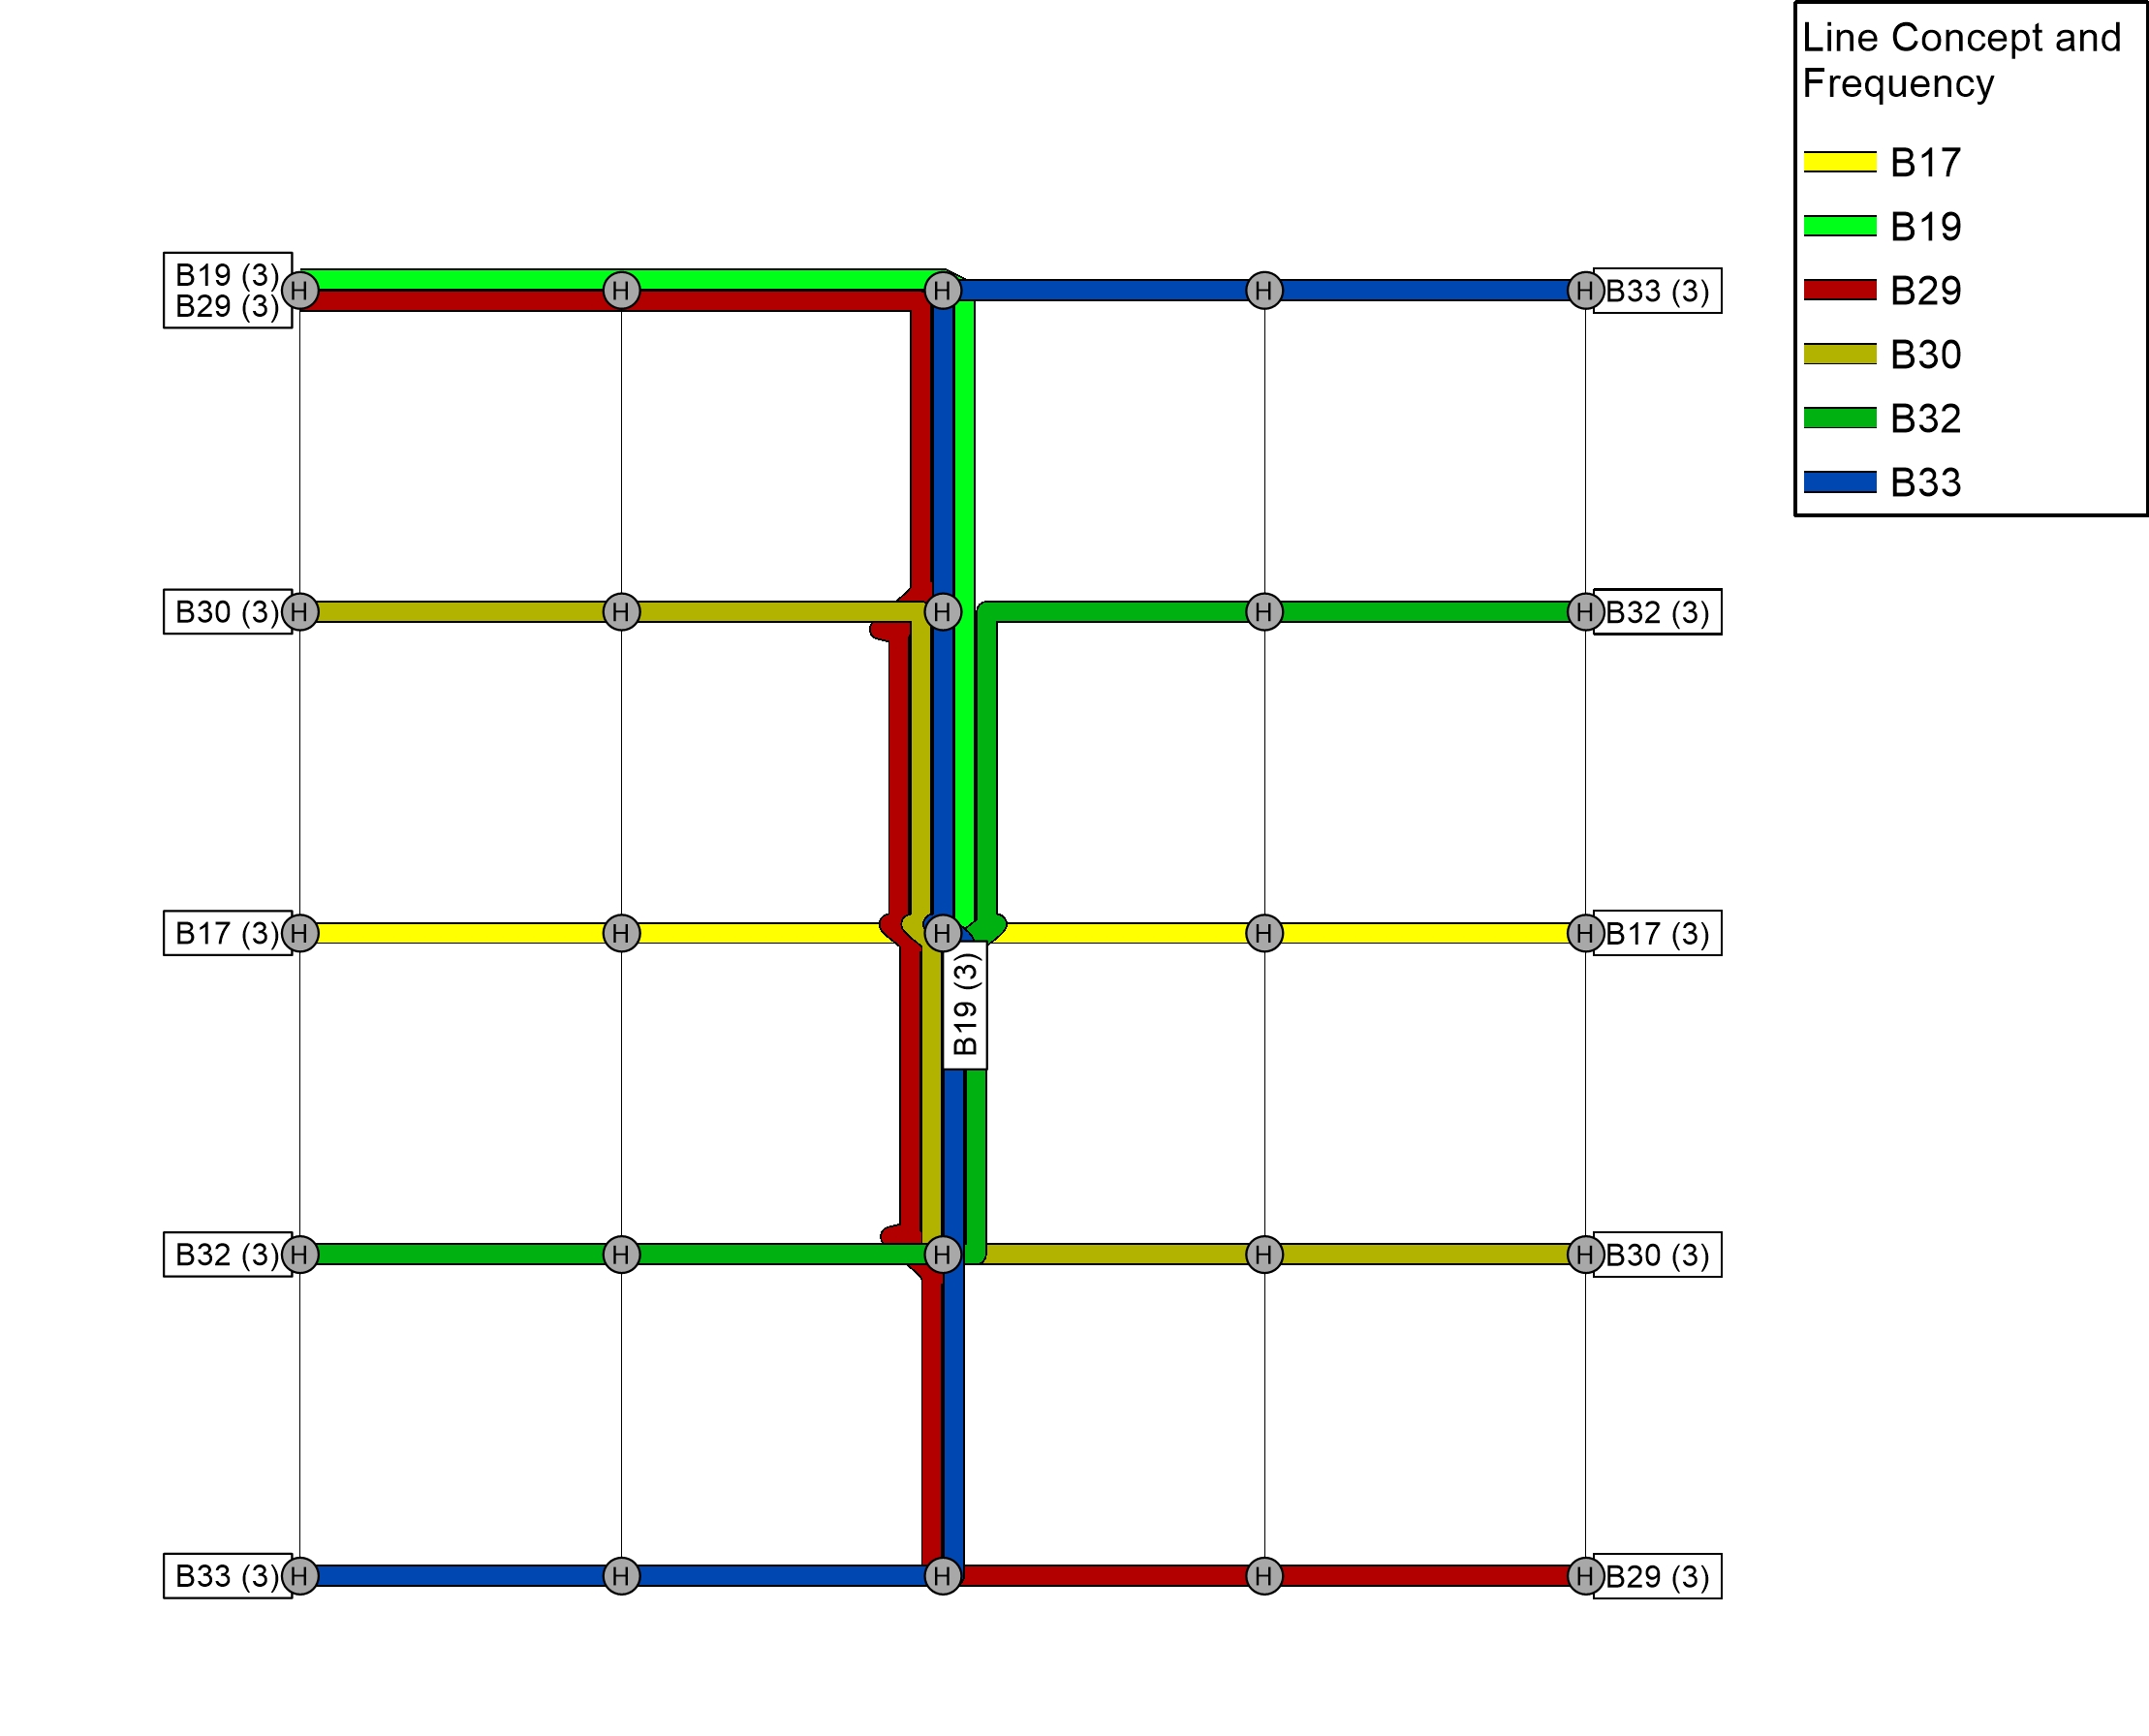 Line Concept and
Frequency
B17
B19
B29
B30
B32
B33
B19 (3)
B29 (3)
H
H
H
H
H
B33 (3)
B30 (3)
H
H
H
H
H
B32 (3)
B17 (3)
H
H
H
H
H
B17 (3)
B19 (3)
B32 (3)
H
H
H
H
H
B30 (3)
B33 (3)
H
H
H
H
H
B29 (3)